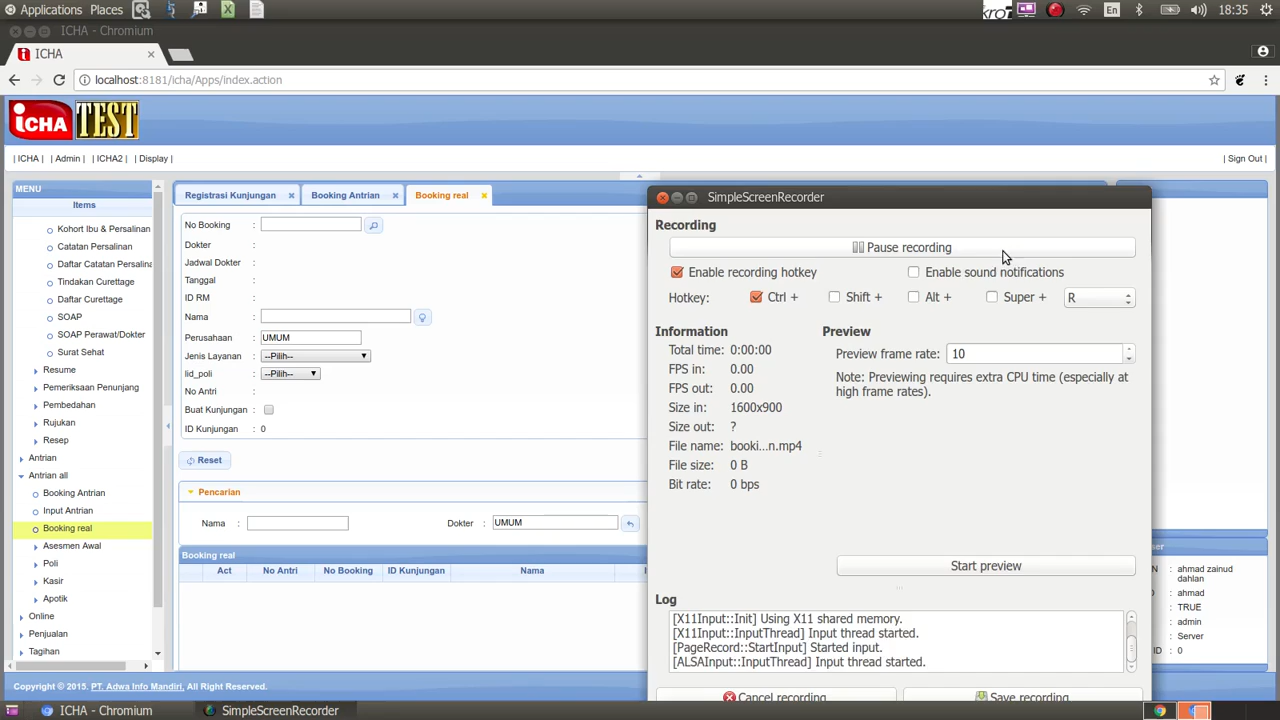 Applications Places
En 18:35
ICHA - Chromium
ICHA
localhost:8181/icha/Apps/index.action
iCHA TEST
| ICHA | | Admin | | ICHA2 | | Display |
| Sign Out |
MENU
Items
Kohort Ibu & Persalinan
Catatan Persalinan
Daftar Catatan Persalina
Tindakan Curettage
Daftar Curettage
SOAP
SOAP Perawat/Dokter
Surat Sehat
Resume
Pemeriksaan Penunjang
Pembedahan
Rujukan
Resep
Antrian
Antrian all
Booking Antrian
Input Antrian
Booking real
Asesmen Awal
Poli
Kasir
Apotik
Online
Penjualan
Tagihan
Registrasi Kunjungan
Booking Antrian
Booking real
No Booking :
Dokter :
Jadwal Dokter :
Tanggal :
ID RM :
Nama :
Perusahaan : UMUM
Jenis Layanan : --Pilih--
lid_poli : --Pilih--
No Antri :
Buat Kunjungan :
ID Kunjungan : 0
Reset
Pencarian
Nama :
Dokter : UMUM
Booking real
Act No Antri No Booking ID Kunjungan Nama
SimpleScreenRecorder
Recording
Pause recording
Enable recording hotkey
Enable sound notifications
Hotkey: Ctrl + Shift + Alt + Super + R
Information
Total time: 0:00:00
FPS in: 0.00
FPS out: 0.00
Size in: 1600x900
Size out: ?
File name: booki...n.mp4
File size: 0 B
Bit rate: 0 bps
Preview
Preview frame rate: 10
Note: Previewing requires extra CPU time (especially at
high frame rates).
Start preview
Log
[X11Input::Init] Using X11 shared memory.
[X11Input::InputThread] Input thread started.
[PageRecord::StartInput] Started input.
[ALSAInput::InputThread] Input thread started.
Cancel recording
Save recording
: ahmad zainud
dahlan
: ahmad
: TRUE
: admin
: Server
ID : 0
Copyright © 2015. PT. Adwa Info Mandiri, All Right Reserved.
ICHA - Chromium
SimpleScreenRecorder